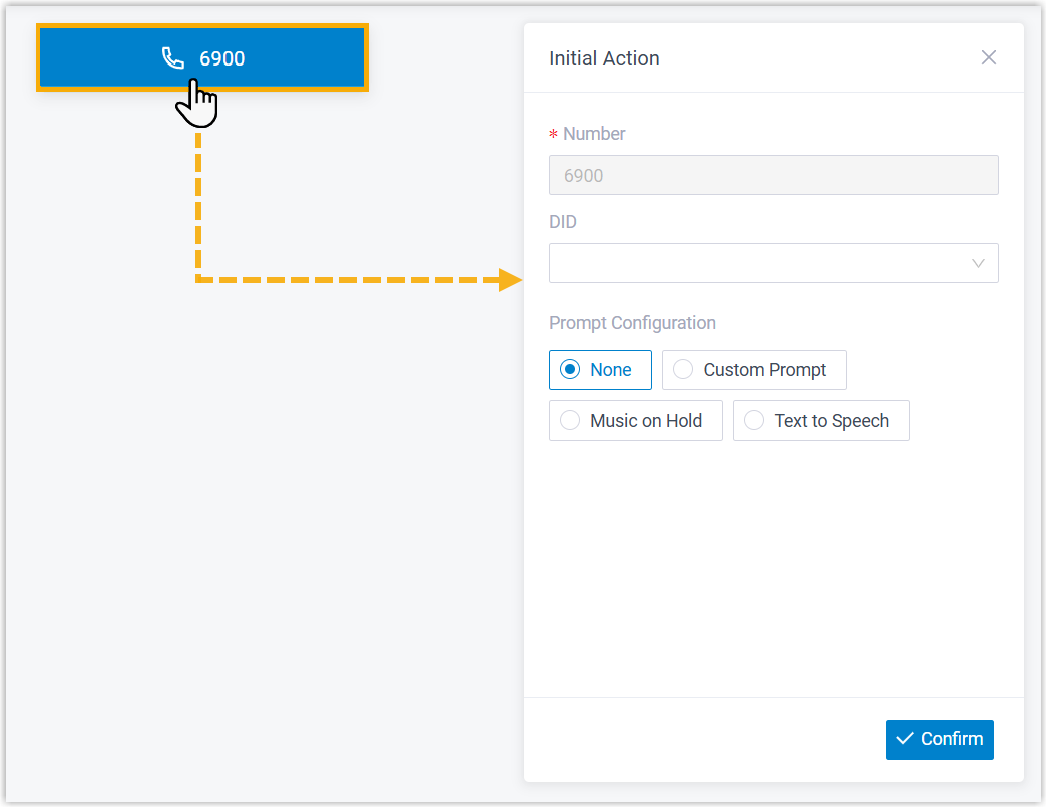 6900
Initial Action
* Number
6900
DID
Prompt Configuration
None
Custom Prompt
Music on Hold
Text to Speech
Confirm